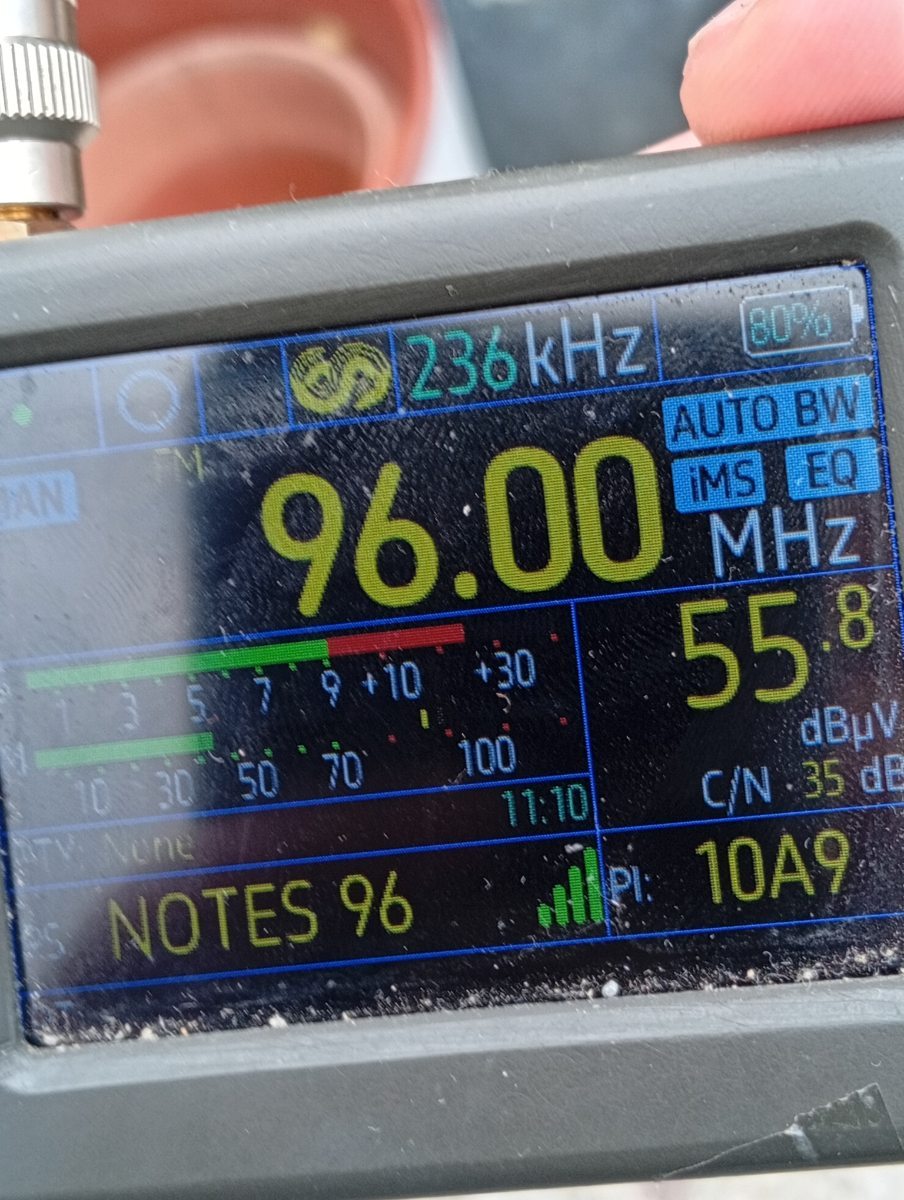 236 kHz 80%
AUTO BW
FM
96.00 MHz
iMS EQ
55.8
dBµV
1 3 5 7 9 +10 +30
10 30 50 70 100
C/N 35 dB
11:10
PTY None
PS NOTES 96
PI: 10A9